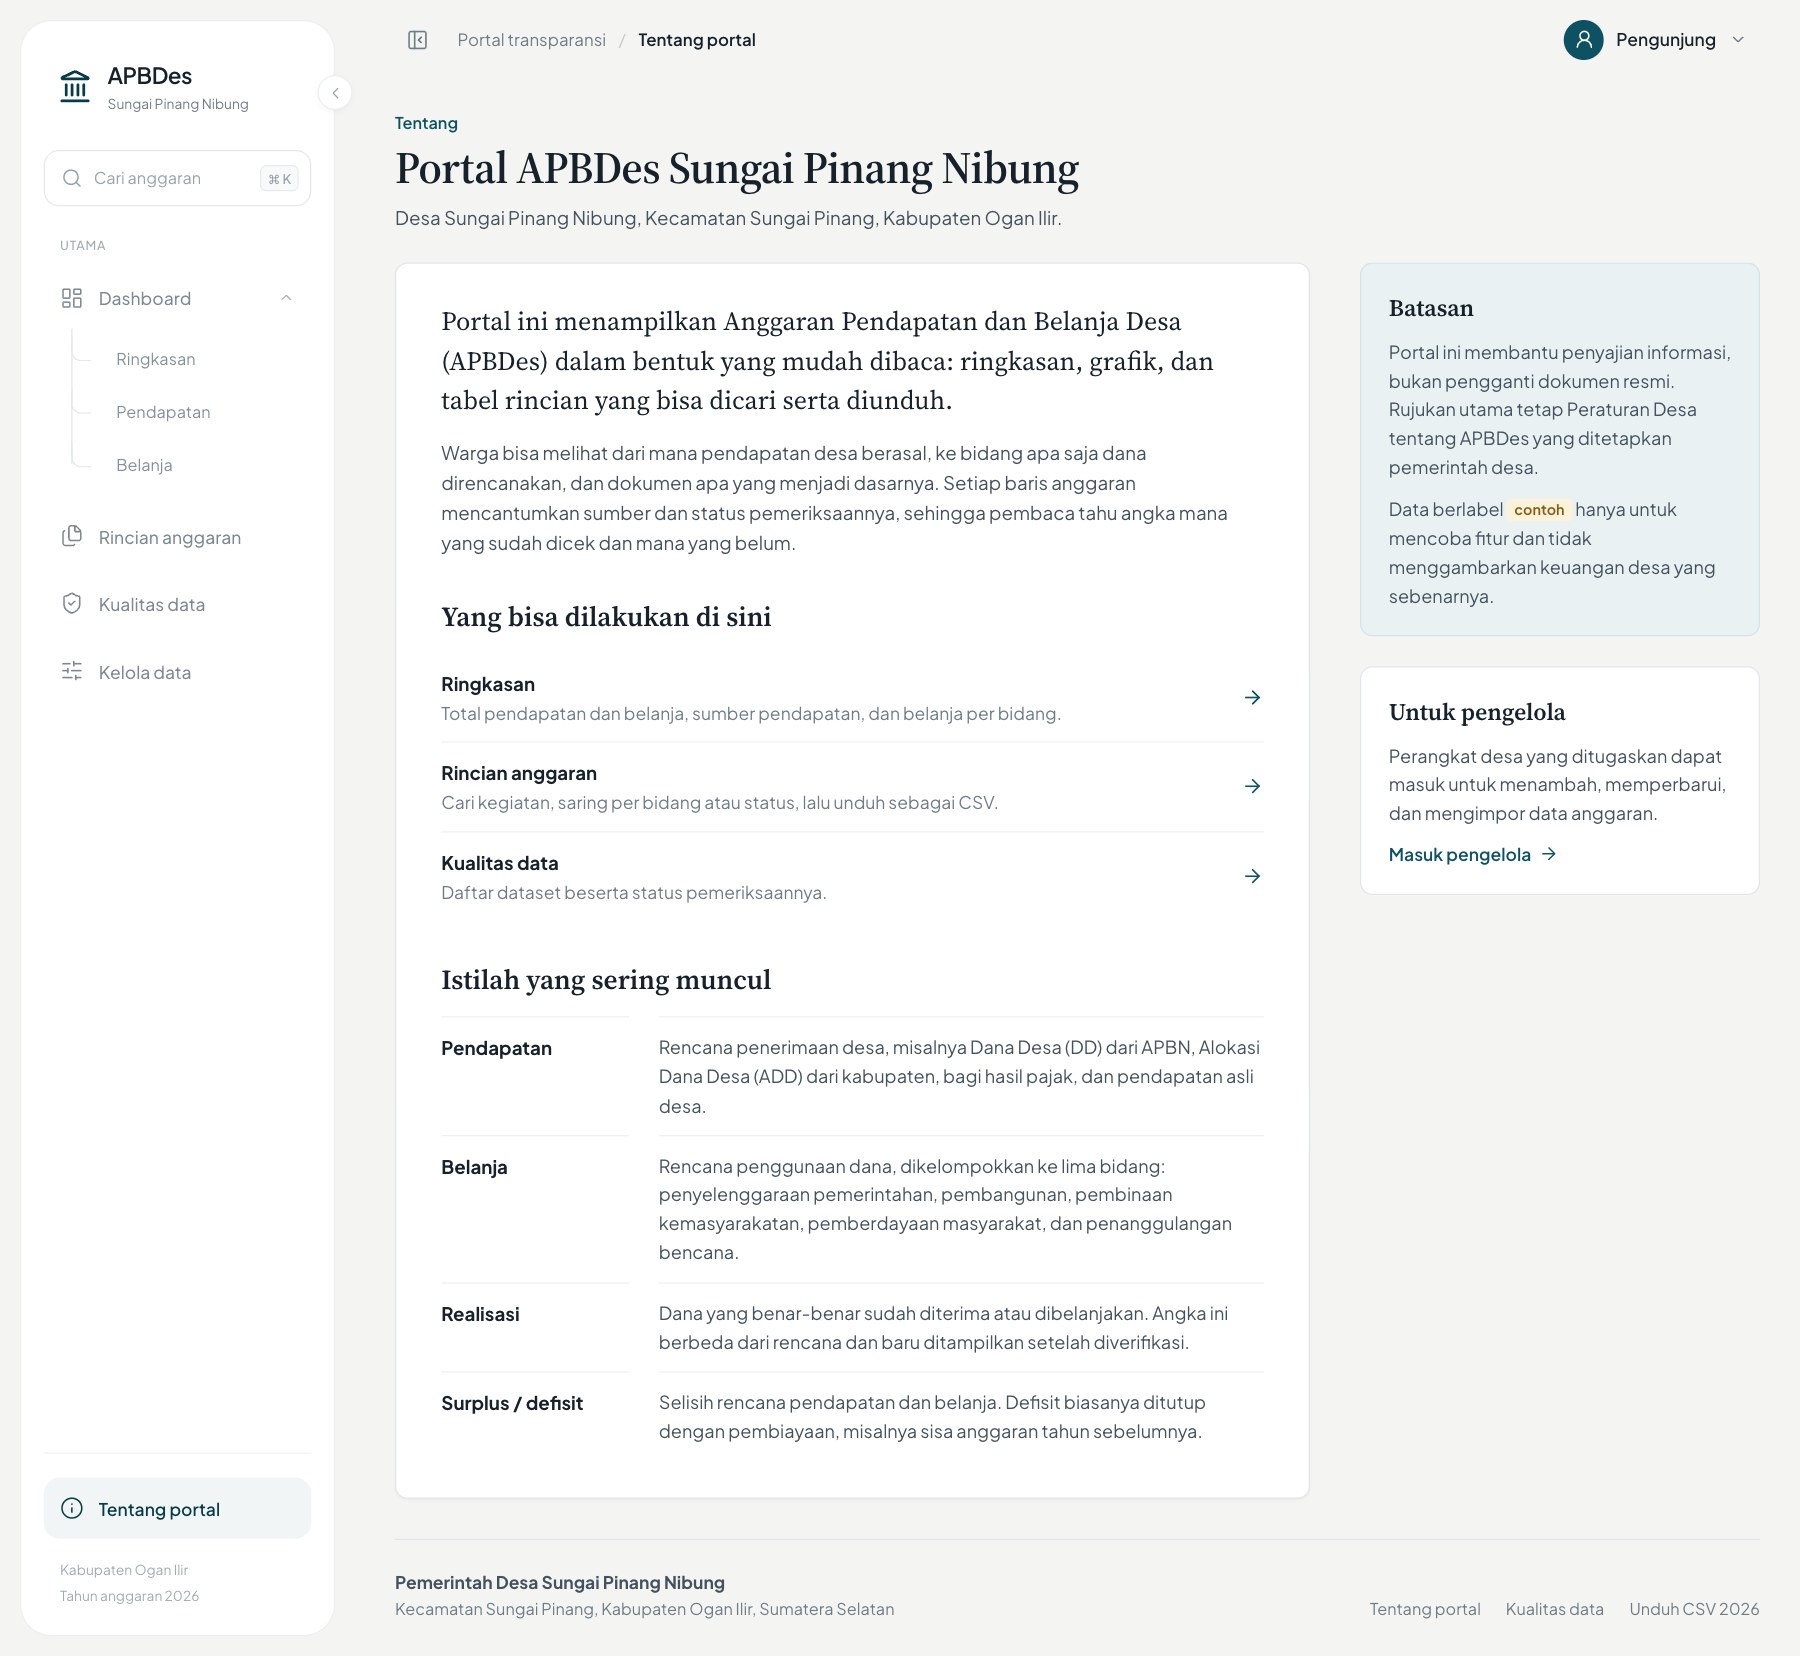 APBDes
Sungai Pinang Nibung
Cari anggaran
⌘ K
UTAMA
Dashboard
Ringkasan
Pendapatan
Belanja
Rincian anggaran
Kualitas data
Kelola data
Tentang portal
Kabupaten Ogan Ilir
Tahun anggaran 2026
Portal transparansi / Tentang portal
Pengunjung
Tentang
Portal APBDes Sungai Pinang Nibung
Desa Sungai Pinang Nibung, Kecamatan Sungai Pinang, Kabupaten Ogan Ilir.
Portal ini menampilkan Anggaran Pendapatan dan Belanja Desa
(APBDes) dalam bentuk yang mudah dibaca: ringkasan, grafik, dan
tabel rincian yang bisa dicari serta diunduh.
Warga bisa melihat dari mana pendapatan desa berasal, ke bidang apa saja dana
direncanakan, dan dokumen apa yang menjadi dasarnya. Setiap baris anggaran
mencantumkan sumber dan status pemeriksaannya, sehingga pembaca tahu angka mana
yang sudah dicek dan mana yang belum.
Yang bisa dilakukan di sini
Ringkasan
Total pendapatan dan belanja, sumber pendapatan, dan belanja per bidang.
Rincian anggaran
Cari kegiatan, saring per bidang atau status, lalu unduh sebagai CSV.
Kualitas data
Daftar dataset beserta status pemeriksaannya.
Istilah yang sering muncul
Pendapatan
Rencana penerimaan desa, misalnya Dana Desa (DD) dari APBN, Alokasi
Dana Desa (ADD) dari kabupaten, bagi hasil pajak, dan pendapatan asli
desa.
Belanja
Rencana penggunaan dana, dikelompokkan ke lima bidang:
penyelenggaraan pemerintahan, pembangunan, pembinaan
kemasyarakatan, pemberdayaan masyarakat, dan penanggulangan
bencana.
Realisasi
Dana yang benar-benar sudah diterima atau dibelanjakan. Angka ini
berbeda dari rencana dan baru ditampilkan setelah diverifikasi.
Surplus / defisit
Selisih rencana pendapatan dan belanja. Defisit biasanya ditutup
dengan pembiayaan, misalnya sisa anggaran tahun sebelumnya.
Batasan
Portal ini membantu penyajian informasi,
bukan pengganti dokumen resmi.
Rujukan utama tetap Peraturan Desa
tentang APBDes yang ditetapkan
pemerintah desa.
Data berlabel contoh hanya untuk
mencoba fitur dan tidak
menggambarkan keuangan desa yang
sebenarnya.
Untuk pengelola
Perangkat desa yang ditugaskan dapat
masuk untuk menambah, memperbarui,
dan mengimpor data anggaran.
Masuk pengelola →
Pemerintah Desa Sungai Pinang Nibung
Kecamatan Sungai Pinang, Kabupaten Ogan Ilir, Sumatera Selatan
Tentang portal Kualitas data Unduh CSV 2026